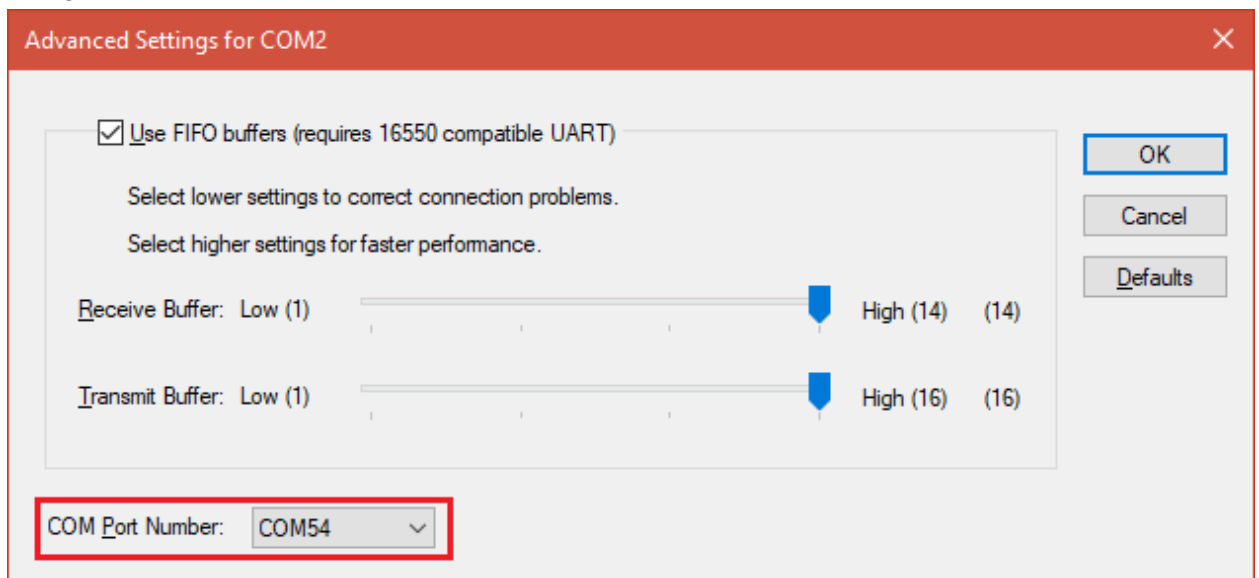 Advanced Settings for COM2
Use FIFO buffers (requires 16550 compatible UART)
OK
Select lower settings to correct connection problems.
Cancel
Select higher settings for faster performance.
Defaults
Receive Buffer: Low (1) High (14) (14)
Transmit Buffer: Low (1) High (16) (16)
COM Port Number: COM54